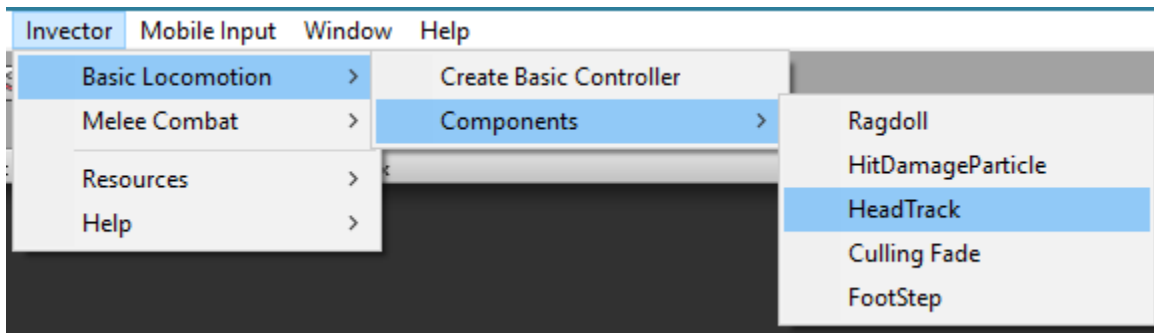 Invector Mobile Input Window Help
Basic Locomotion
Melee Combat
Resources
Help
Create Basic Controller
Components
Ragdoll
HitDamageParticle
HeadTrack
Culling Fade
FootStep